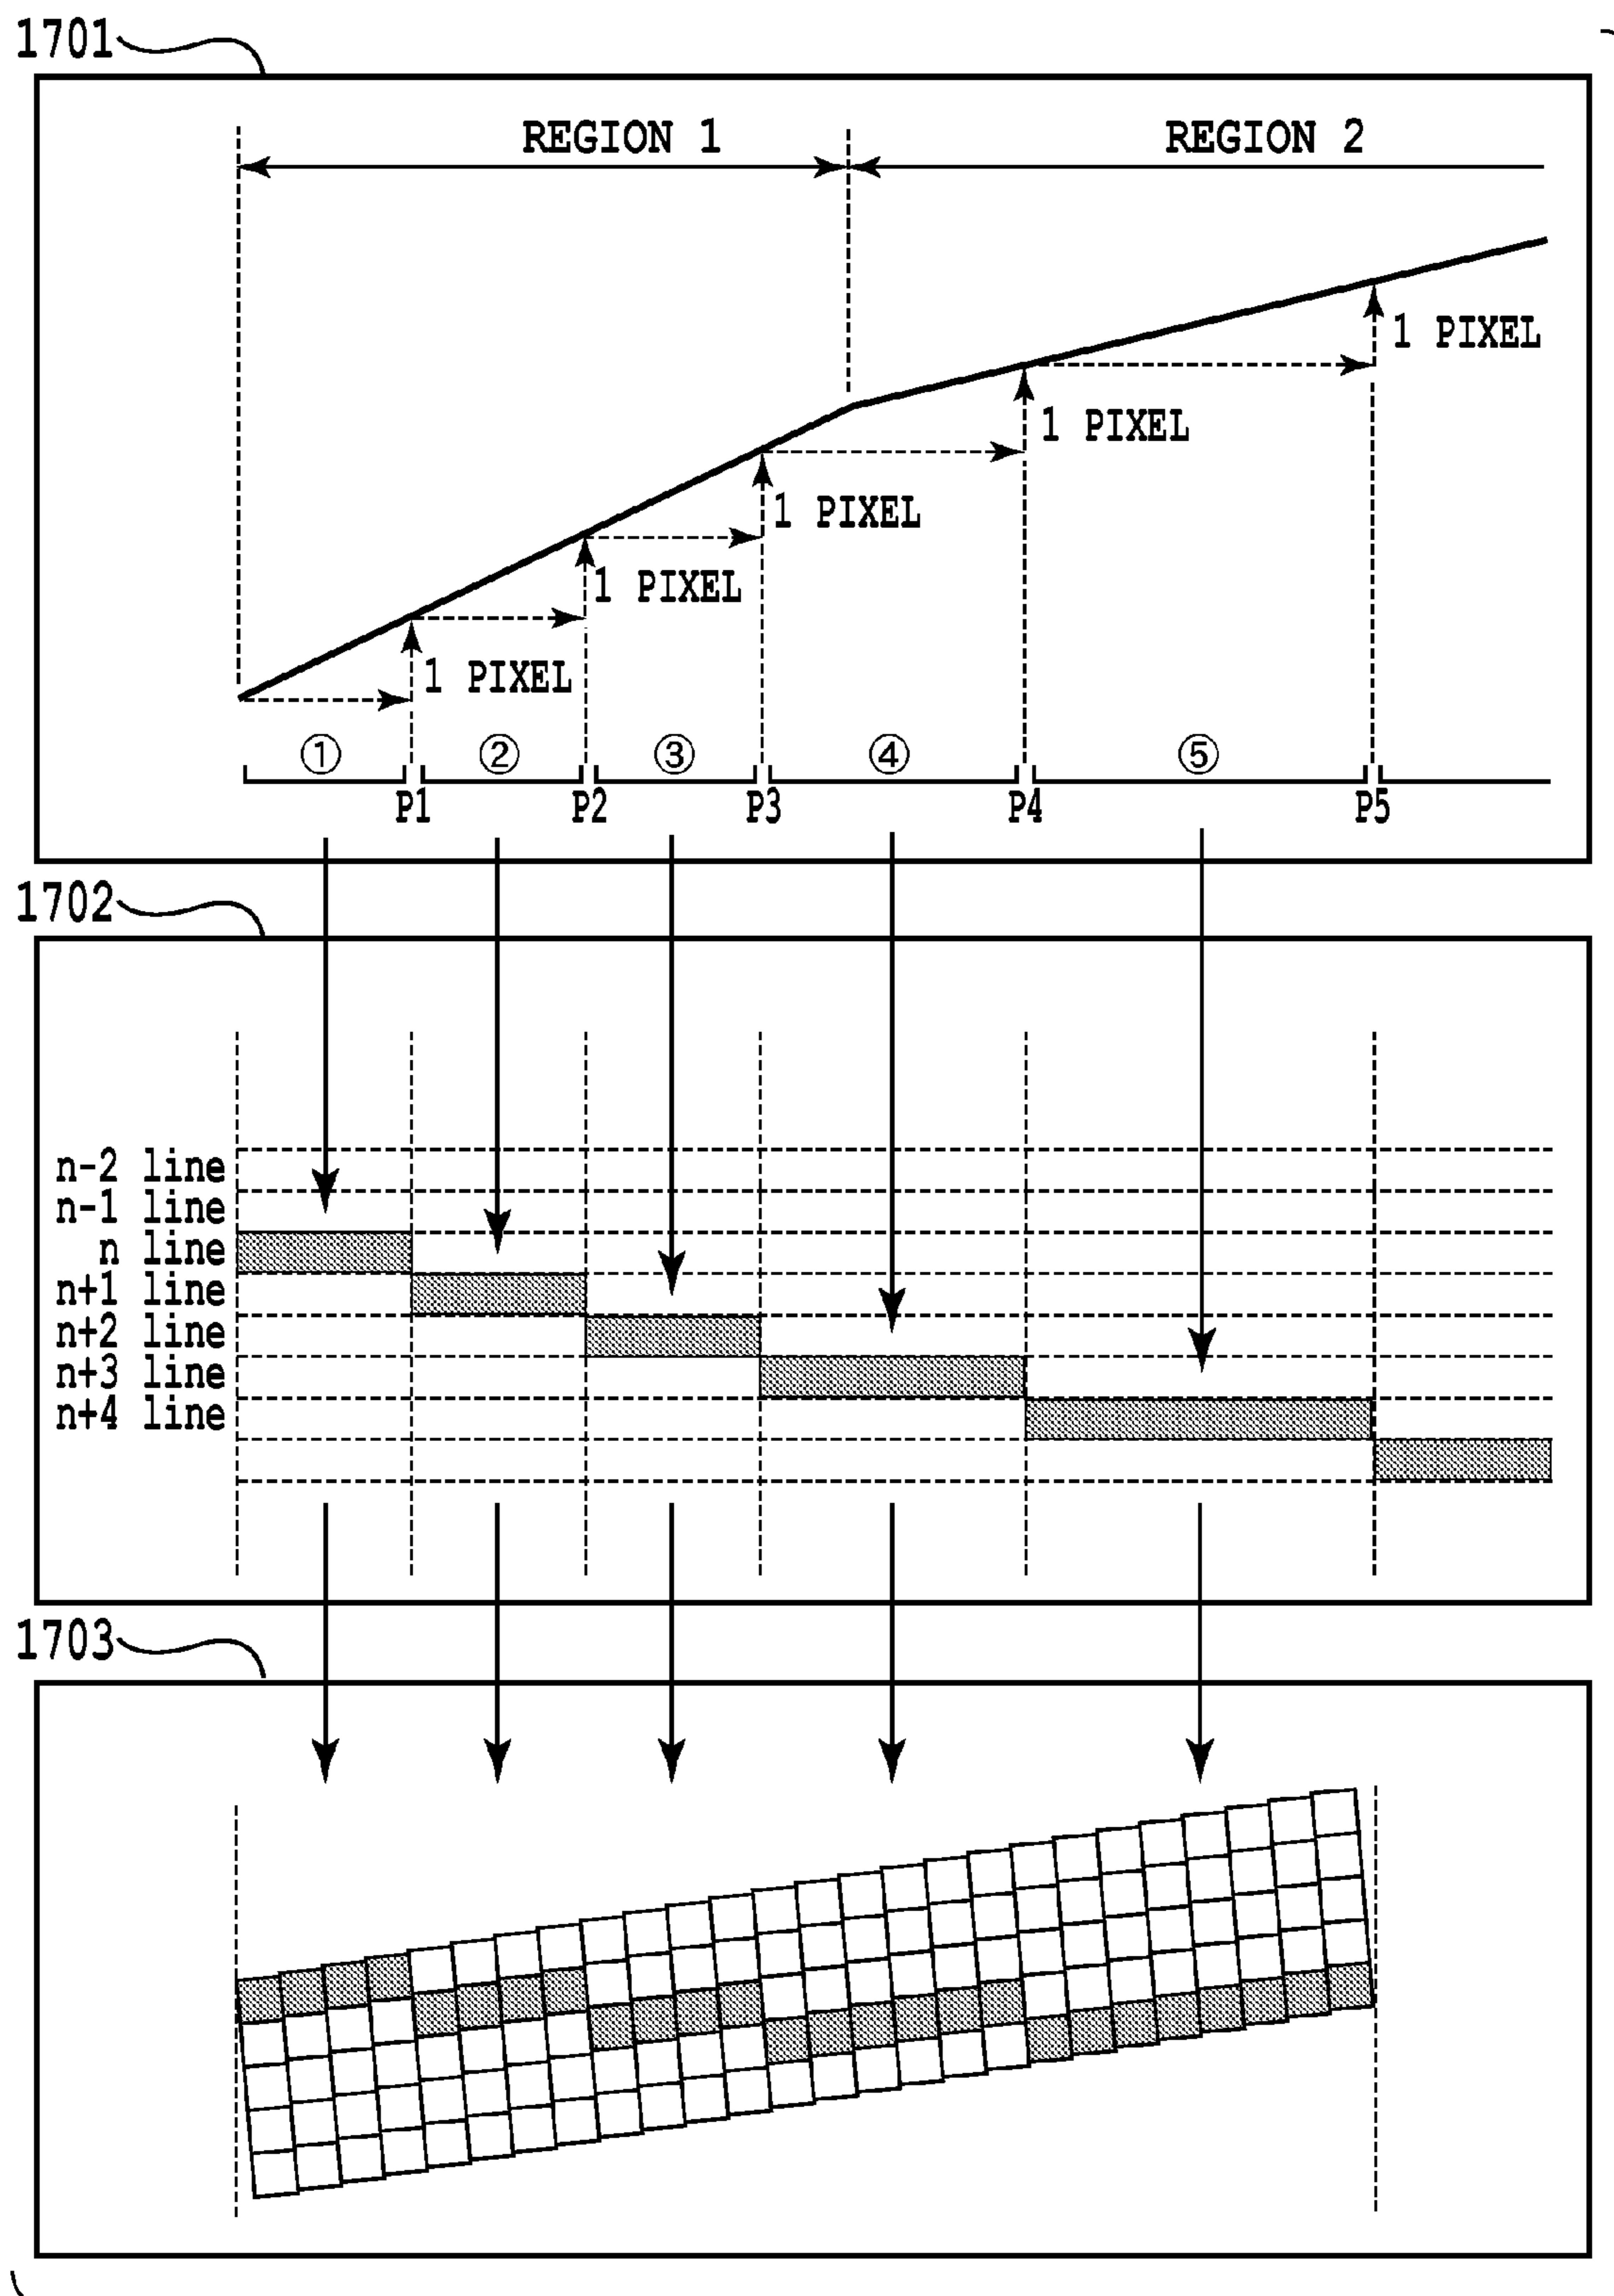 1701
REGION 1 REGION 2
1 PIXEL
1 PIXEL
1 PIXEL
1 PIXEL
1 PIXEL
① ② ③ ④ ⑤
P1 P2 P3 P4 P5
1702
n-2 line
n-1 line
n line
n+1 line
n+2 line
n+3 line
n+4 line
1703